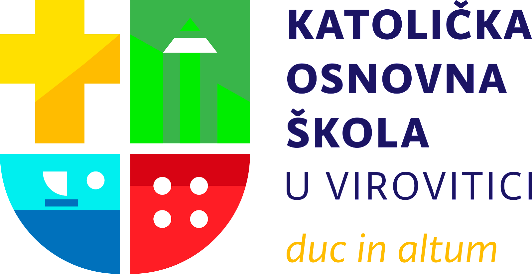 KATOLIČKA
OSNOVNA
ŠKOLA
U VIROVITICI
duc in altum